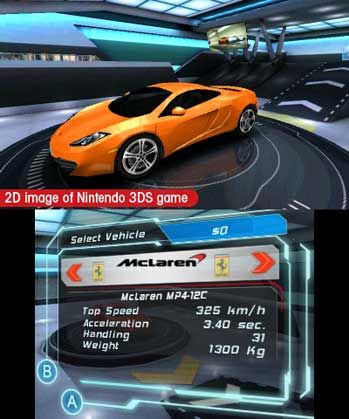 2D image of Nintendo 3DS game
Select Vehicle
$0
McLaren
McLaren MP4-12C
Top Speed 325 km/h
Acceleration 3.40 sec.
Handling 31
Weight 1300 Kg
B
A